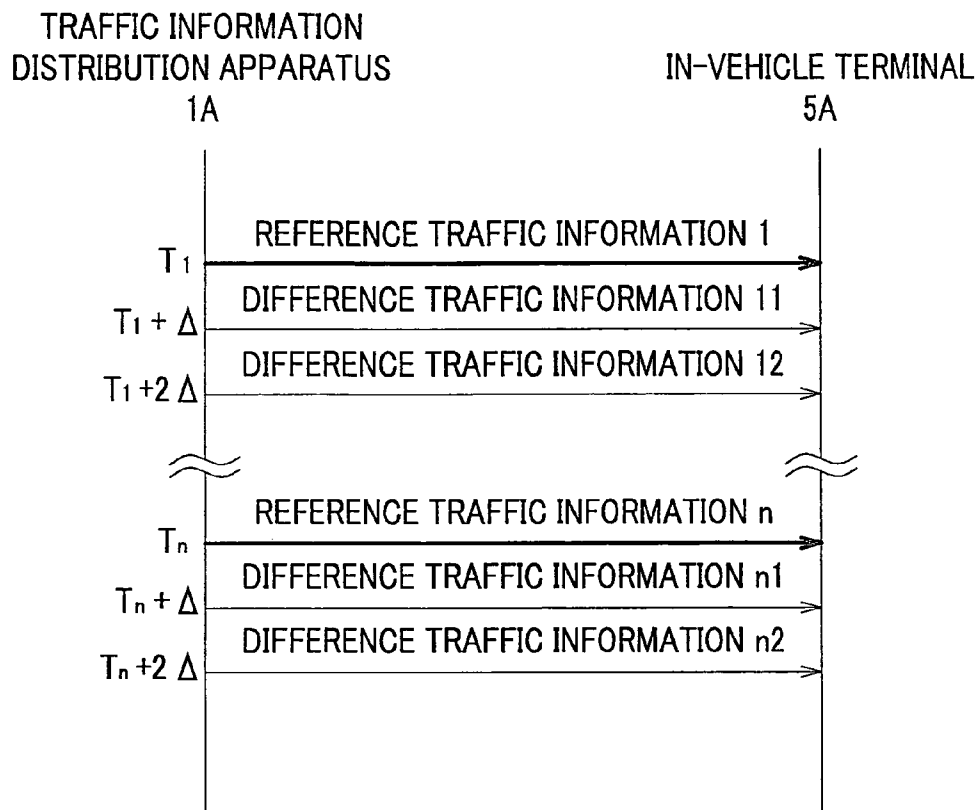 TRAFFIC INFORMATION
DISTRIBUTION APPARATUS
1A
IN-VEHICLE TERMINAL
5A
REFERENCE TRAFFIC INFORMATION 1
T1
DIFFERENCE TRAFFIC INFORMATION 11
T1 + Δ
DIFFERENCE TRAFFIC INFORMATION 12
T1 +2 Δ
REFERENCE TRAFFIC INFORMATION n
Tn
DIFFERENCE TRAFFIC INFORMATION n1
Tn + Δ
DIFFERENCE TRAFFIC INFORMATION n2
Tn +2 Δ